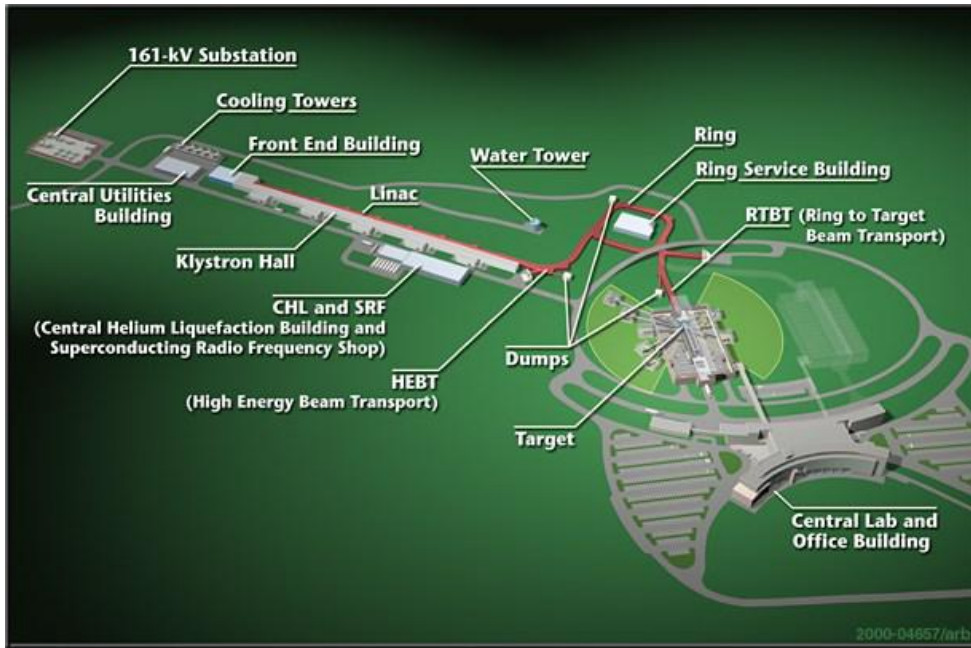 161-kV Substation
Cooling Towers
Front End Building
Central Utilities
Building
Linac
Klystron Hall
CHL and SRF
(Central Helium Liquefaction Building and
Superconducting Radio Frequency Shop)
HEBT
(High Energy Beam Transport)
Water Tower
Ring
Ring Service Building
RTBT (Ring to Target
Beam Transport)
Dumps
Target
Central Lab and
Office Building
2000-04657/arb